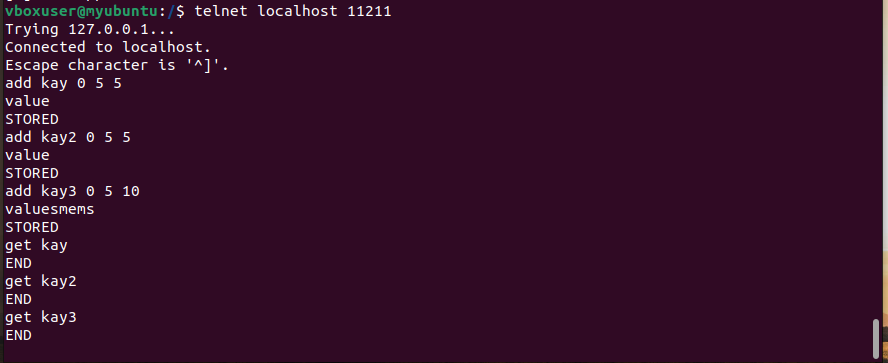 vboxuser@myubuntu:/$ telnet localhost 11211
Trying 127.0.0.1...
Connected to localhost.
Escape character is '^]'.
add kay 0 5 5
value
STORED
add kay2 0 5 5
value
STORED
add kay3 0 5 10
valuesmems
STORED
get kay
END
get kay2
END
get kay3
END